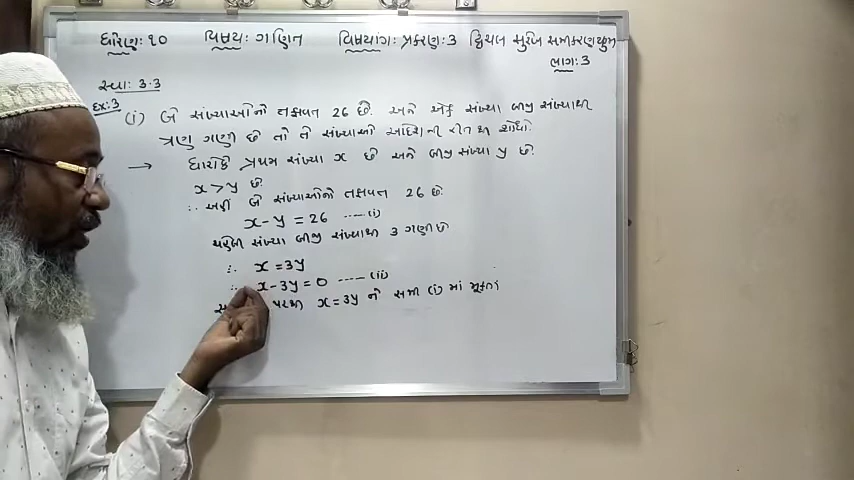 ધોરણ: ૧૦ વિષય: ગણિત વિષયાંગ: પ્રકરણ: 3 દ્વિચલ સુરેખ સમીકરણયુગ્મ
ભાગ: 3
સ્વા: 3.3
Ex: 3
(i) બે સંખ્યાઓનો તફાવત 26 છે. અને એક સંખ્યા બીજી સંખ્યાથી
ત્રણ ગણી છે તો તે સંખ્યાઓ આદેશની રીત થી શોધો.
→ ધારોકે પ્રથમ સંખ્યા x છે અને બીજી સંખ્યા y છે.
x > y છે.
∴ અહીં બે સંખ્યાઓનો તફાવત 26 છે.
x - y = 26 ----- (i)
પહેલી સંખ્યા બીજી સંખ્યાથી 3 ગણી છે
∴ x = 3y
∴ x - 3y = 0 ----- (ii)
પરથી x = 3y ને સમી (i) માં મૂકતાં